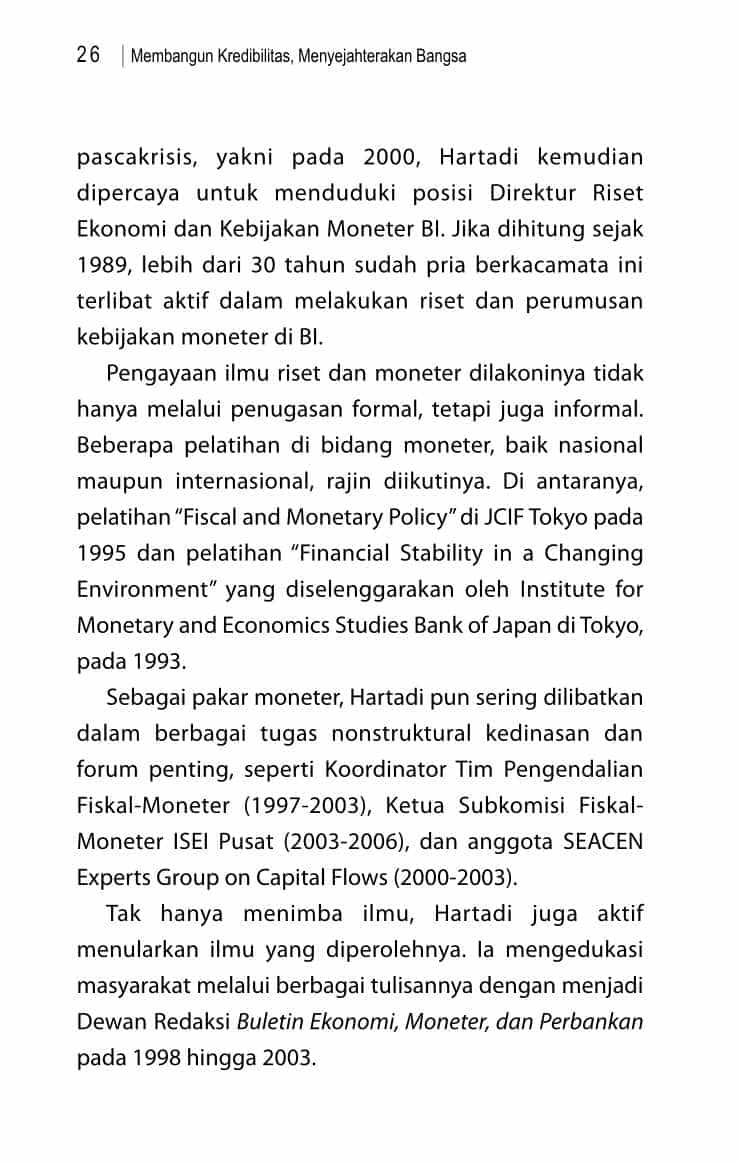 26 | Membangun Kredibilitas, Menyejahterakan Bangsa
pascakrisis, yakni pada 2000, Hartadi kemudian
dipercaya untuk menduduki posisi Direktur Riset
Ekonomi dan Kebijakan Moneter BI. Jika dihitung sejak
1989, lebih dari 30 tahun sudah pria berkacamata ini
terlibat aktif dalam melakukan riset dan perumusan
kebijakan moneter di BI.
Pengayaan ilmu riset dan moneter dilakoninya tidak
hanya melalui penugasan formal, tetapi juga informal.
Beberapa pelatihan di bidang moneter, baik nasional
maupun internasional, rajin diikutinya. Di antaranya,
pelatihan “Fiscal and Monetary Policy” di JCIF Tokyo pada
1995 dan pelatihan “Financial Stability in a Changing
Environment” yang diselenggarakan oleh Institute for
Monetary and Economics Studies Bank of Japan di Tokyo,
pada 1993.
Sebagai pakar moneter, Hartadi pun sering dilibatkan
dalam berbagai tugas nonstruktural kedinasan dan
forum penting, seperti Koordinator Tim Pengendalian
Fiskal-Moneter (1997-2003), Ketua Subkomisi Fiskal-
Moneter ISEI Pusat (2003-2006), dan anggota SEACEN
Experts Group on Capital Flows (2000-2003).
Tak hanya menimba ilmu, Hartadi juga aktif
menularkan ilmu yang diperolehnya. Ia mengedukasi
masyarakat melalui berbagai tulisannya dengan menjadi
Dewan Redaksi Buletin Ekonomi, Moneter, dan Perbankan
pada 1998 hingga 2003.